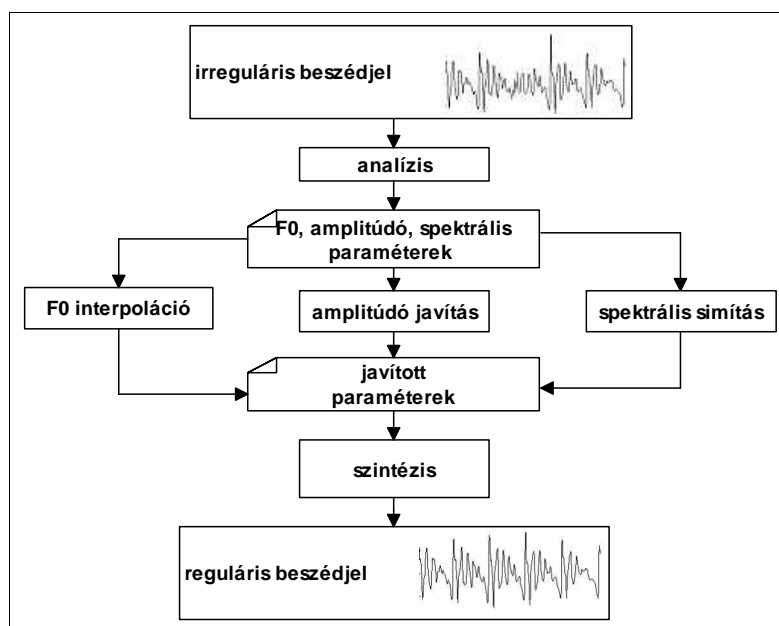 irreguláris beszédjel
analízis
F0, amplitúdó, spektrális
paraméterek
F0 interpoláció
amplitúdó javítás
spektrális simítás
javított
paraméterek
szintézis
reguláris beszédjel